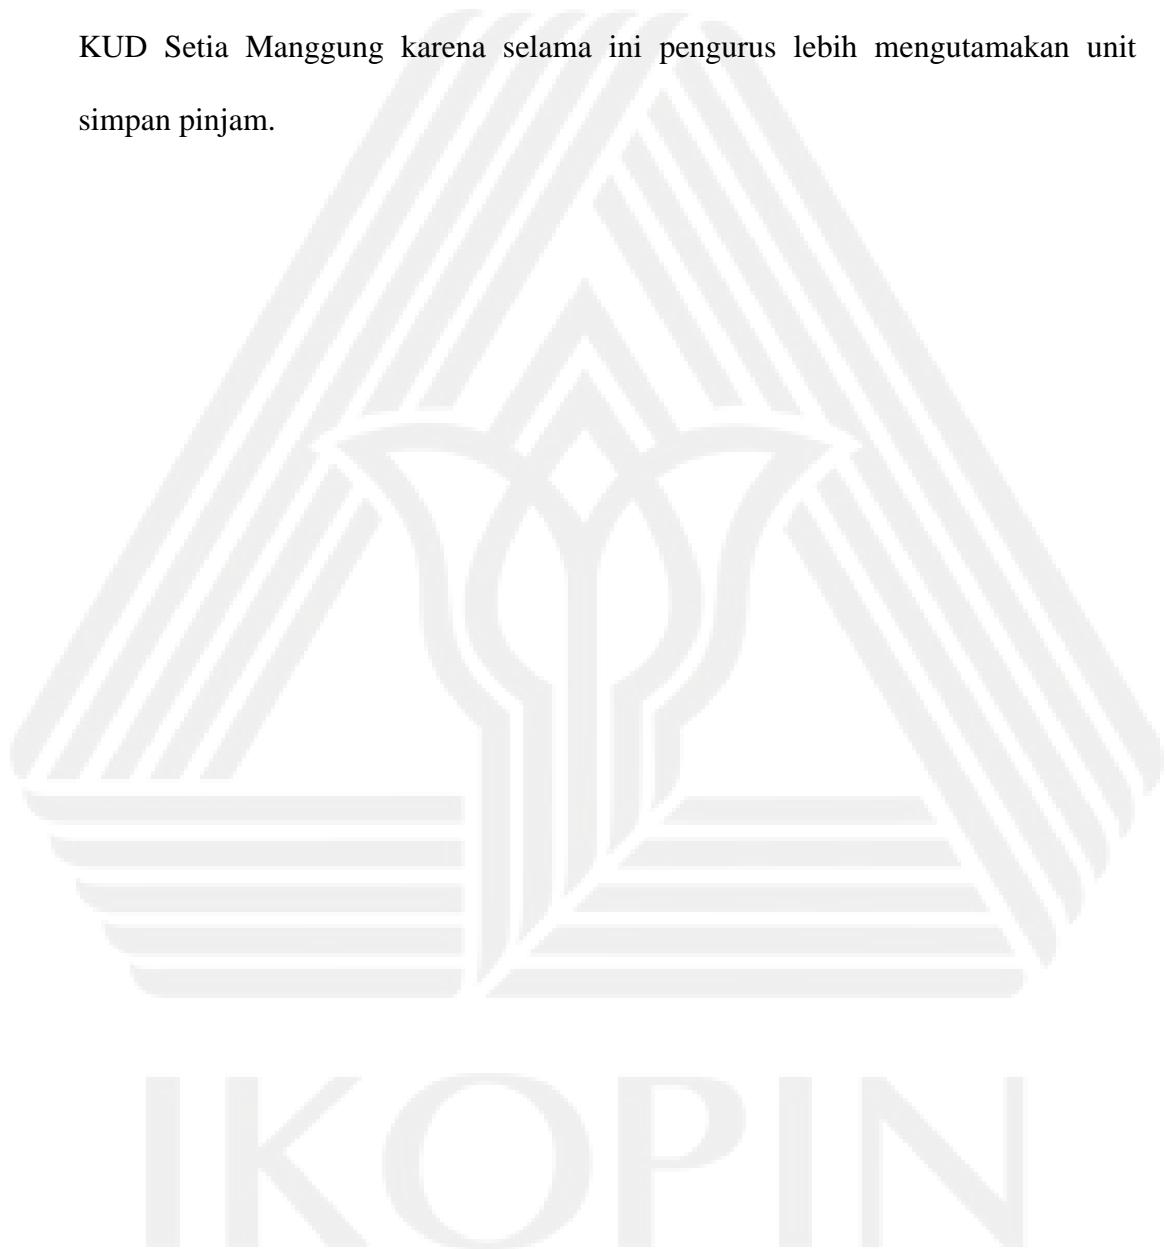 KUD Setia Manggung karena selama ini pengurus lebih mengutamakan unit
simpan pinjam.
IKOPIN